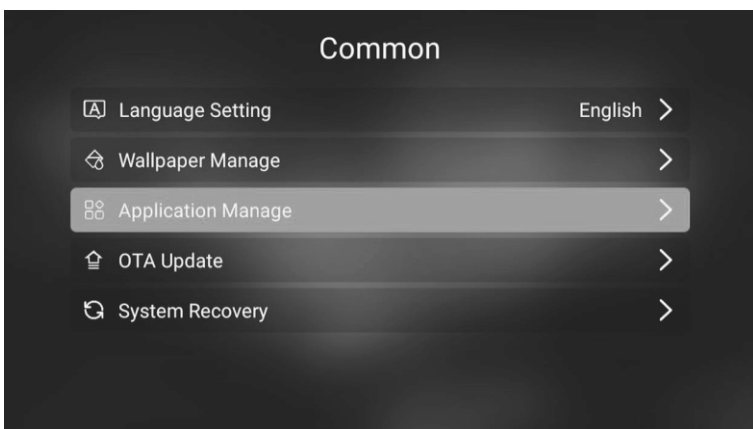 Common
Language Setting English
Wallpaper Manage
Application Manage
OTA Update
System Recovery